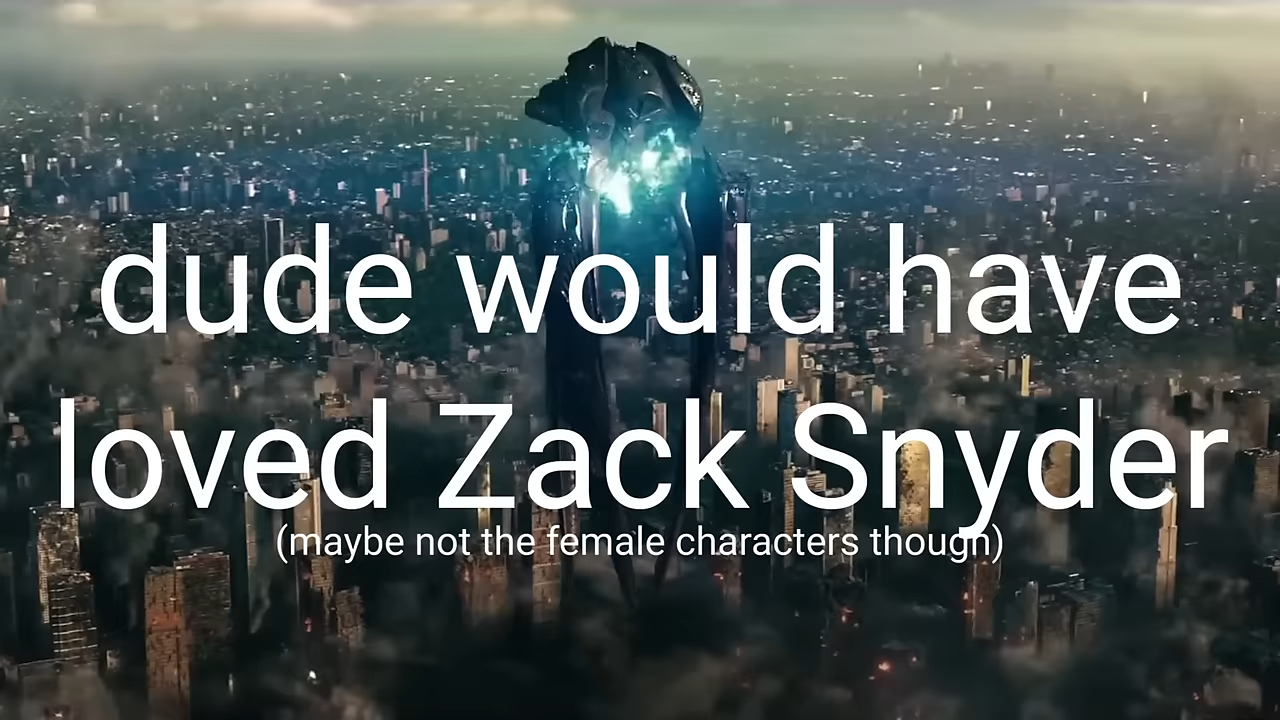 dude would have
loved Zack Snyder
(maybe not the female characters though)